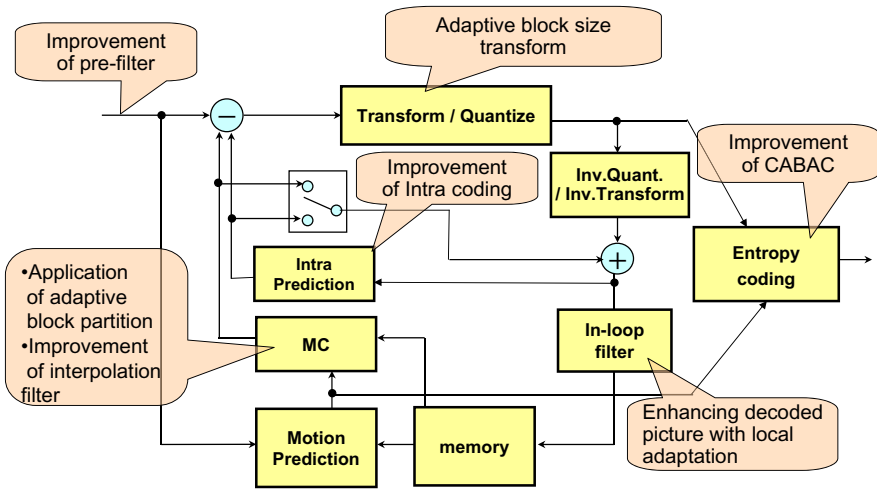 Improvement
of pre-filter
Adaptive block size
transform
Transform / Quantize
Improvement
of CABAC
Improvement
of Intra coding
Inv.Quant.
/ Inv.Transform
Entropy
coding
Intra
Prediction
•Application
of adaptive
block partition
•Improvement
of interpolation
filter
MC
In-loop
filter
Enhancing decoded
picture with local
adaptation
Motion
Prediction
memory